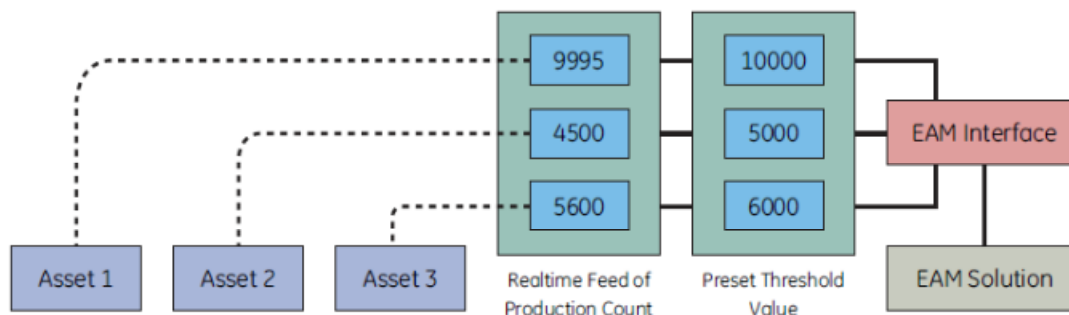 9995
10000
4500
5000
EAM Interface
5600
6000
Asset 1
Asset 2
Asset 3
Realtime Feed of
Production Count
Preset Threshold
Value
EAM Solution